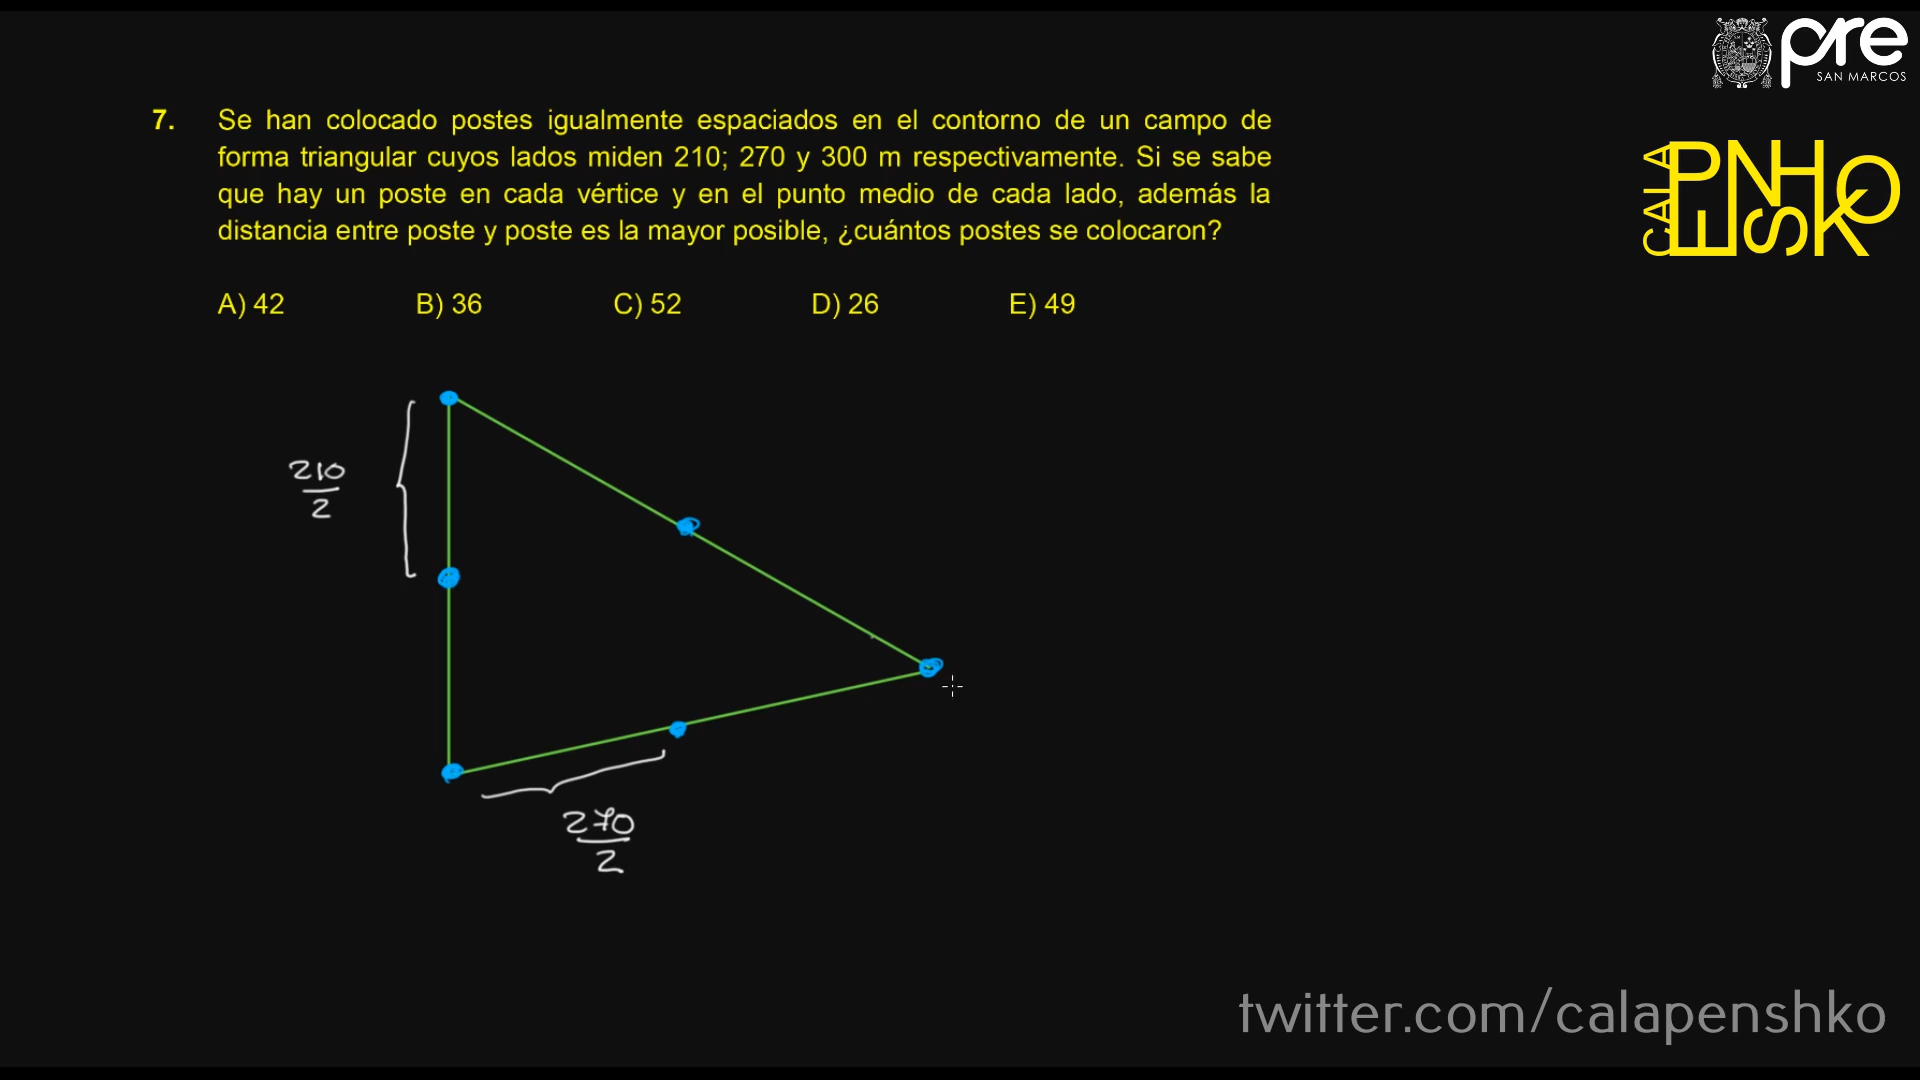 pre
SAN MARCOS
CALA
PENSHKO
7. Se han colocado postes igualmente espaciados en el contorno de un campo de
forma triangular cuyos lados miden 210; 270 y 300 m respectivamente. Si se sabe
que hay un poste en cada vértice y en el punto medio de cada lado, además la
distancia entre poste y poste es la mayor posible, ¿cuántos postes se colocaron?
A) 42 B) 36 C) 52 D) 26 E) 49
210
2
270
2
twitter.com/calapenshko